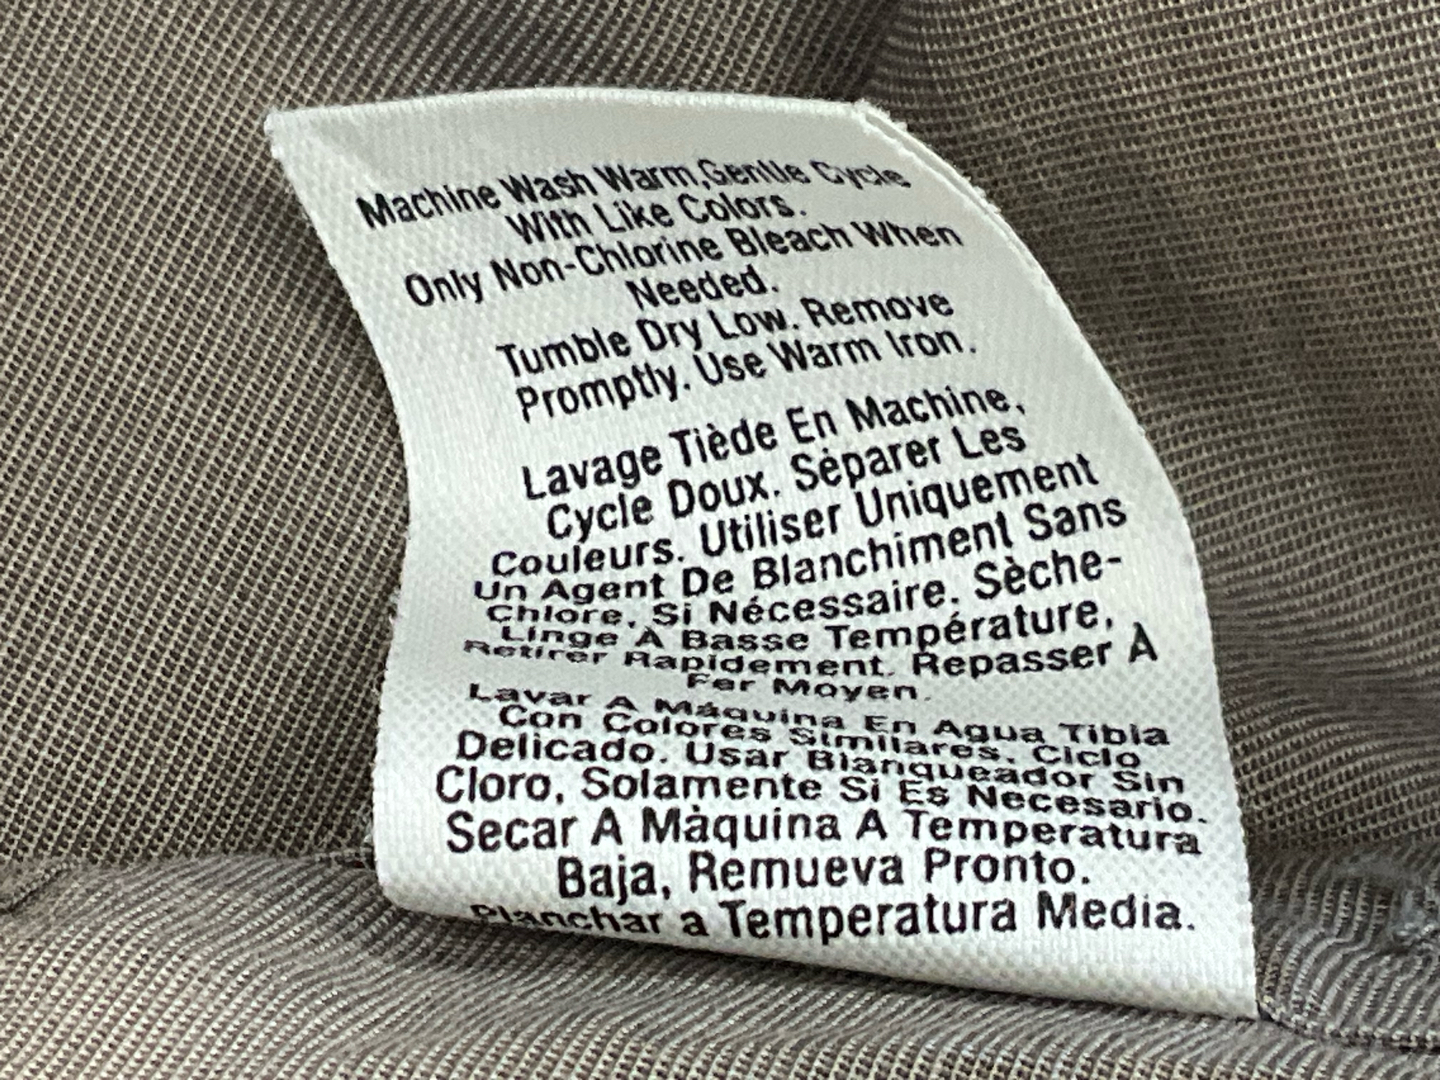 Machine Wash Warm,Gentle Cycle
With Like Colors.
Only Non-Chlorine Bleach When
Needed.
Tumble Dry Low. Remove
Promptly. Use Warm Iron.
Lavage Tiède En Machine,
Cycle Doux. Séparer Les
Couleurs. Utiliser Uniquement
Un Agent De Blanchiment Sans
Chlore, Si Nécessaire. Sèche-
Linge À Basse Température,
Retirer Rapidement. Repasser À
Fer Moyen.
Lavar A Máquina En Agua Tibia
Con Colores Similares. Ciclo
Delicado. Usar Blanqueador Sin
Cloro, Solamente Si Es Necesario.
Secar A Máquina A Temperatura
Baja, Remueva Pronto.
Planchar a Temperatura Media.